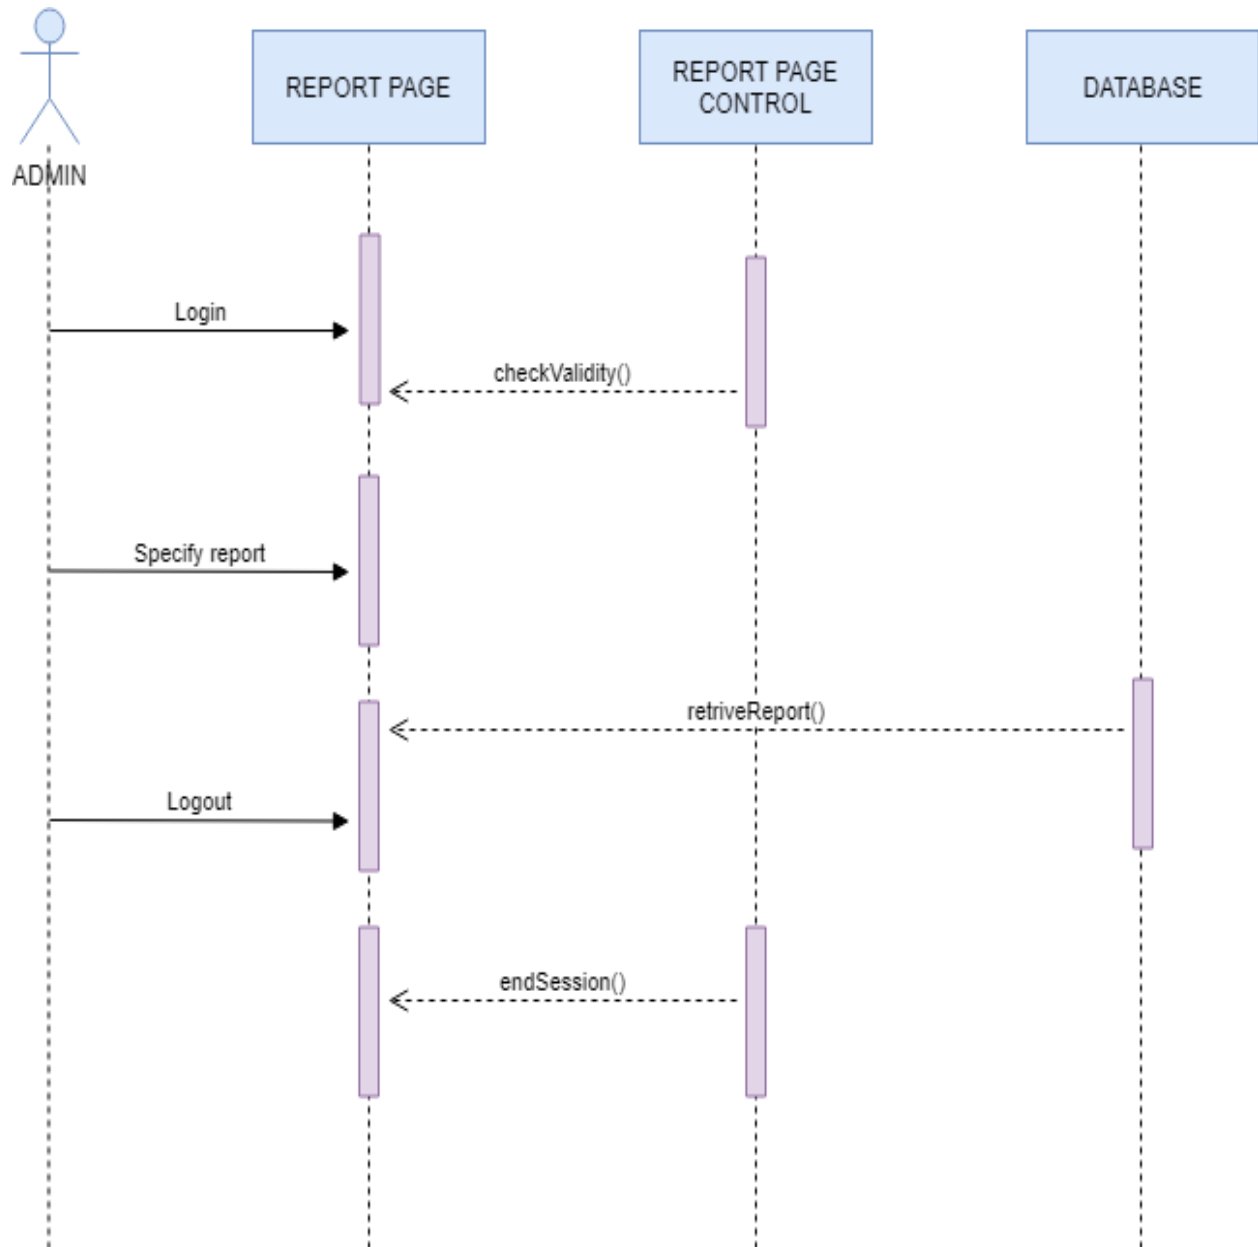 REPORT PAGE
REPORT PAGE
CONTROL
DATABASE
ADMIN
Login
checkValidity()
Specify report
retriveReport()
Logout
endSession()